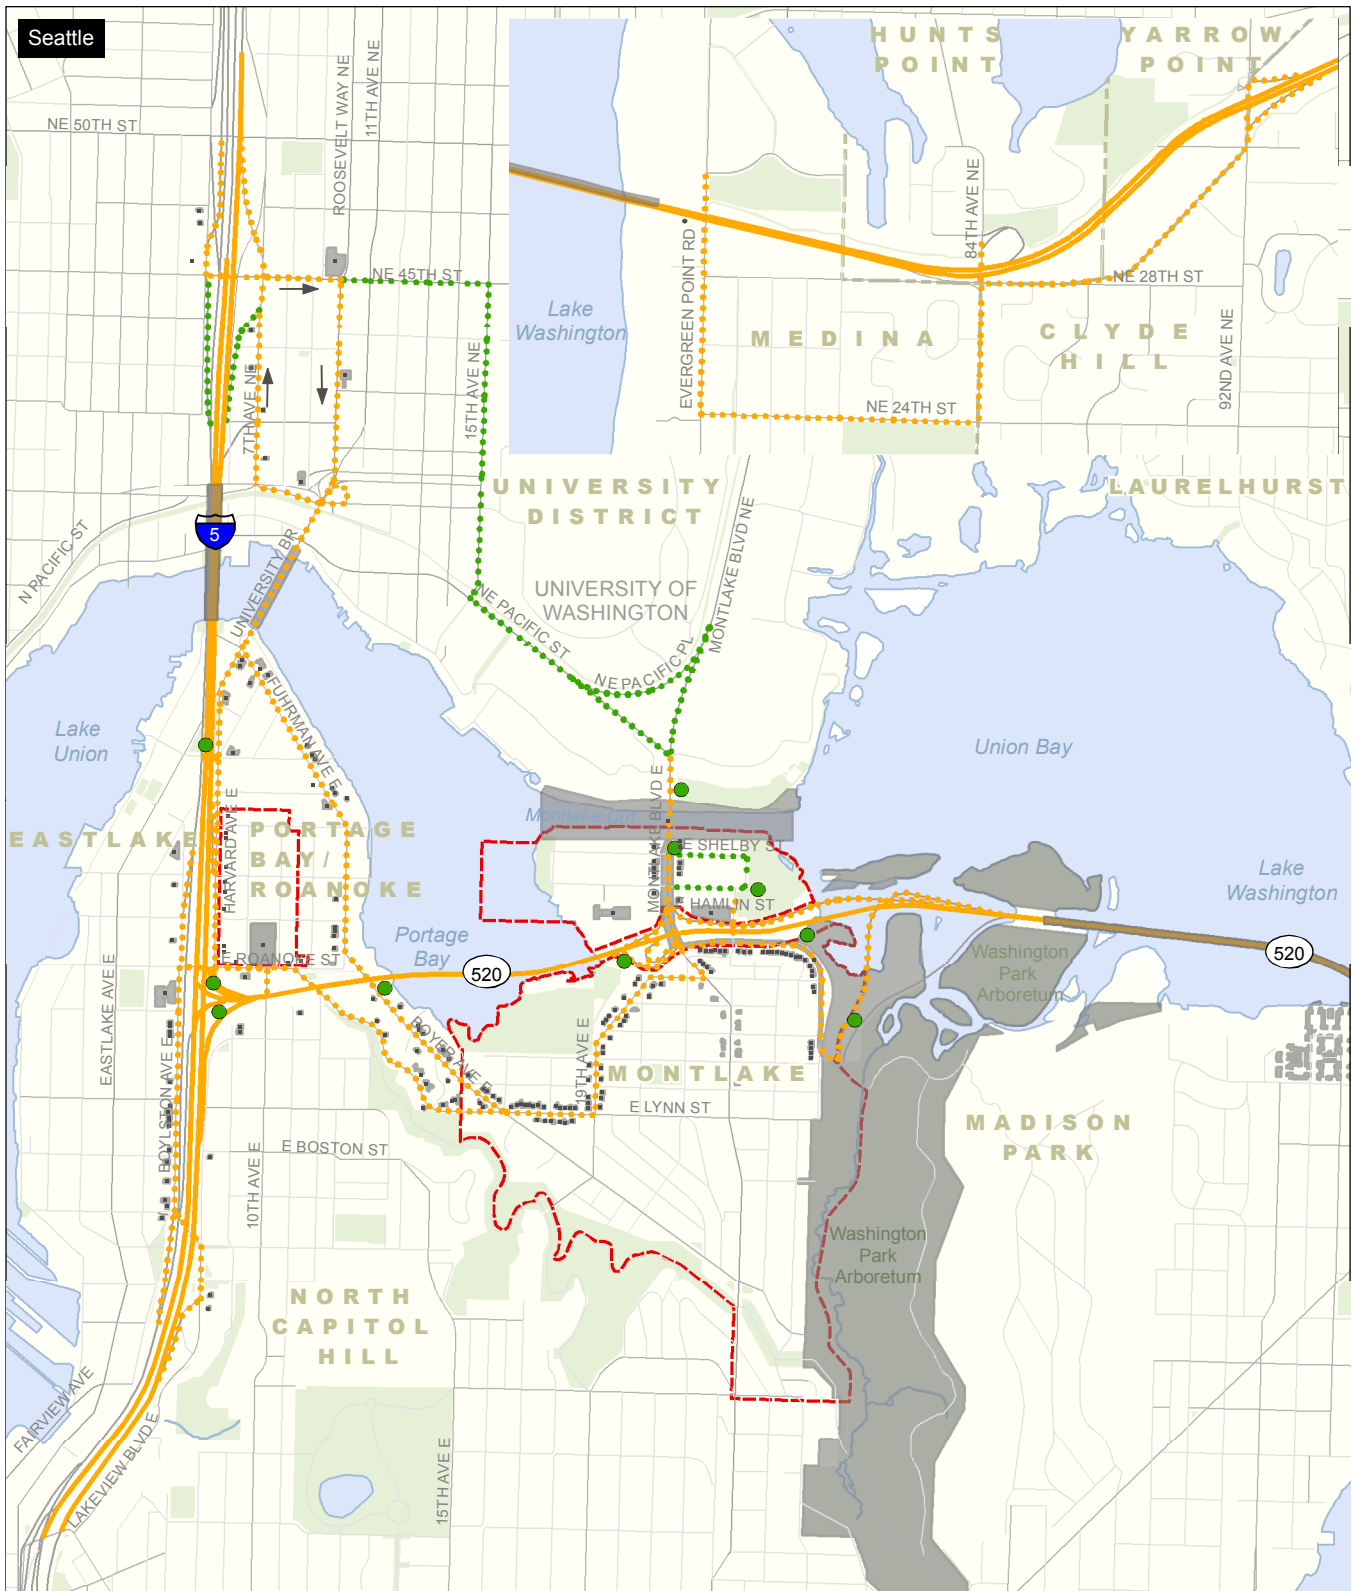 Seattle
HUNTS
POINT
YARROW
POINT
NE 50TH ST
ROOSEVELT WAY NE
11TH AVE NE
84TH AVE NE
NE 45TH ST
EVERGREEN POINT RD
NE 28TH ST
Lake
Washington
MEDINA
CLYDE
HILL
92ND AVE NE
7TH AVE NE
15TH AVE NE
NE 24TH ST
UNIVERSITY
DISTRICT
LAURELHURST
MONTLAKE BLVD NE
5
N PACIFIC ST
UNIVERSITY BR
UNIVERSITY OF
WASHINGTON
NE PACIFIC ST
NE PACIFIC PL
FUHRMAN AVE E
Lake
Union
Union Bay
MONTLAKE BLVD E
Montlake Cut
EASTLAKE
HARVARD AVE E
PORTAGE
BAY/
ROANOKE
E SHELBY ST
E HAMLIN ST
Lake
Washington
Portage
Bay
E ROANOKE ST
520
520
Washington
Park
Arboretum
EASTLAKE AVE E
BOYER AVE E
19TH AVE E
MONTLAKE
E LYNN ST
BOYLSTON AVE E
MADISON
PARK
E BOSTON ST
10TH AVE E
Washington
Park
Arboretum
NORTH
CAPITOL
HILL
FAIRVIEW AVE
LAKEVIEW BLVD E
15TH AVE E